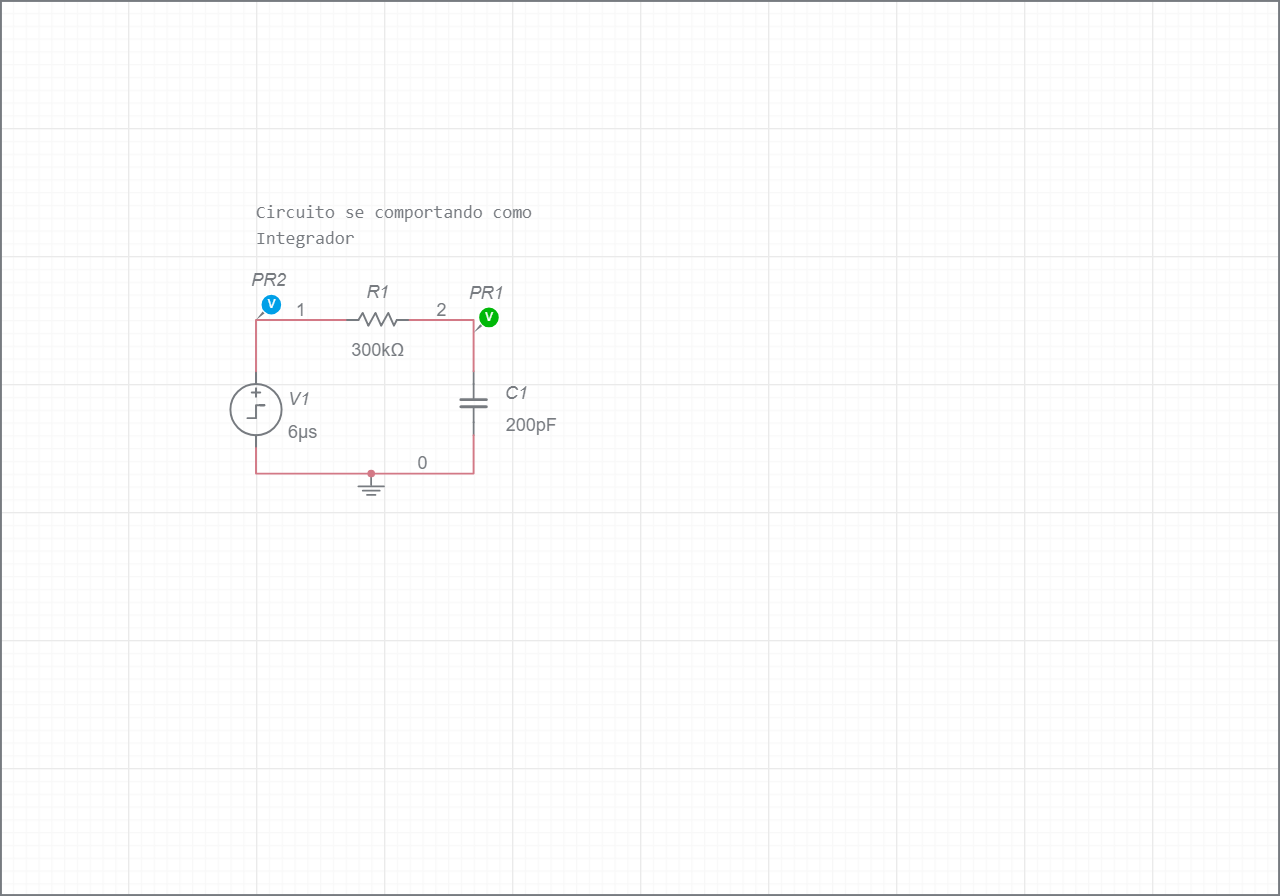 Circuito se comportando como
Integrador
PR2
V
1
R1
300kΩ
2
PR1
V
V1
6µs
C1
200pF
0